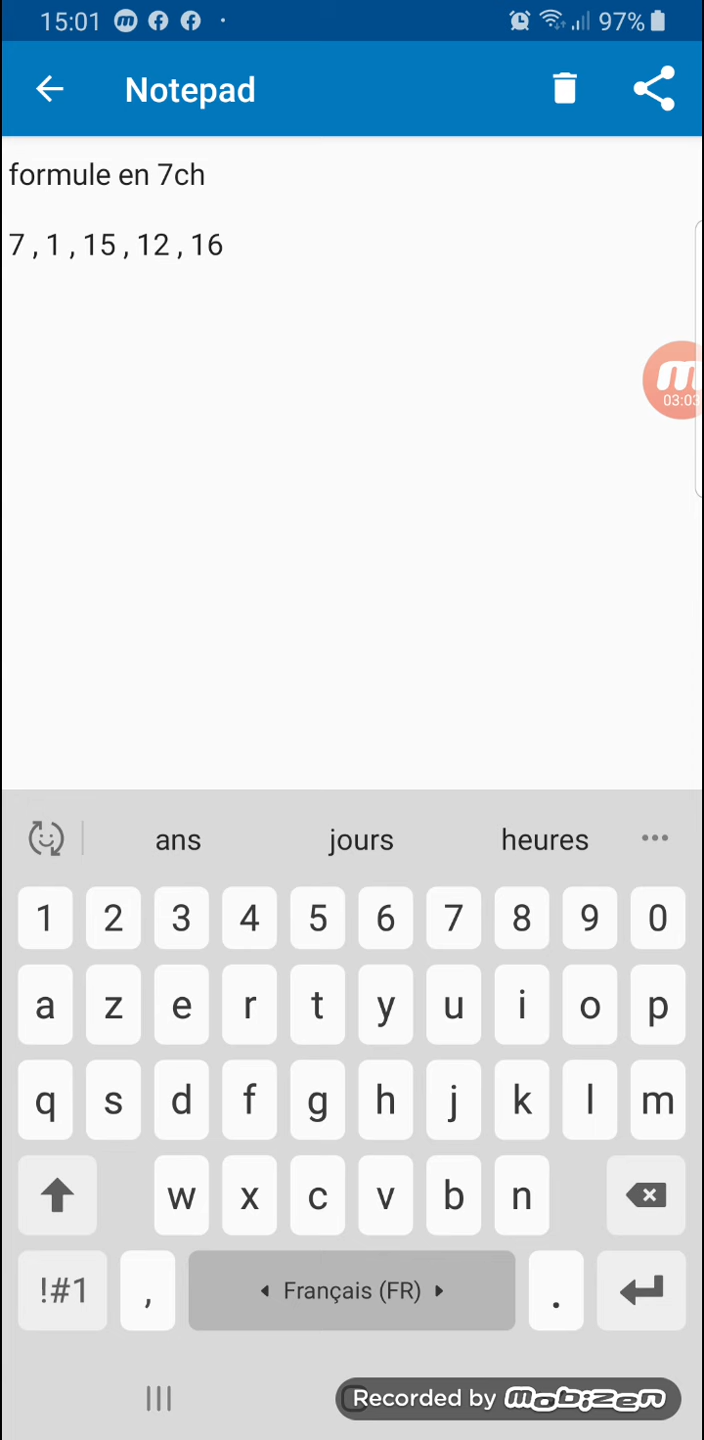 15:01 97%
Notepad
formule en 7ch
7 , 1 , 15 , 12 , 16
03:03
ans jours heures
1 2 3 4 5 6 7 8 9 0
a z e r t y u i o p
q s d f g h j k l m
w x c v b n
!#1 , Français (FR) .
Recorded by mobizen